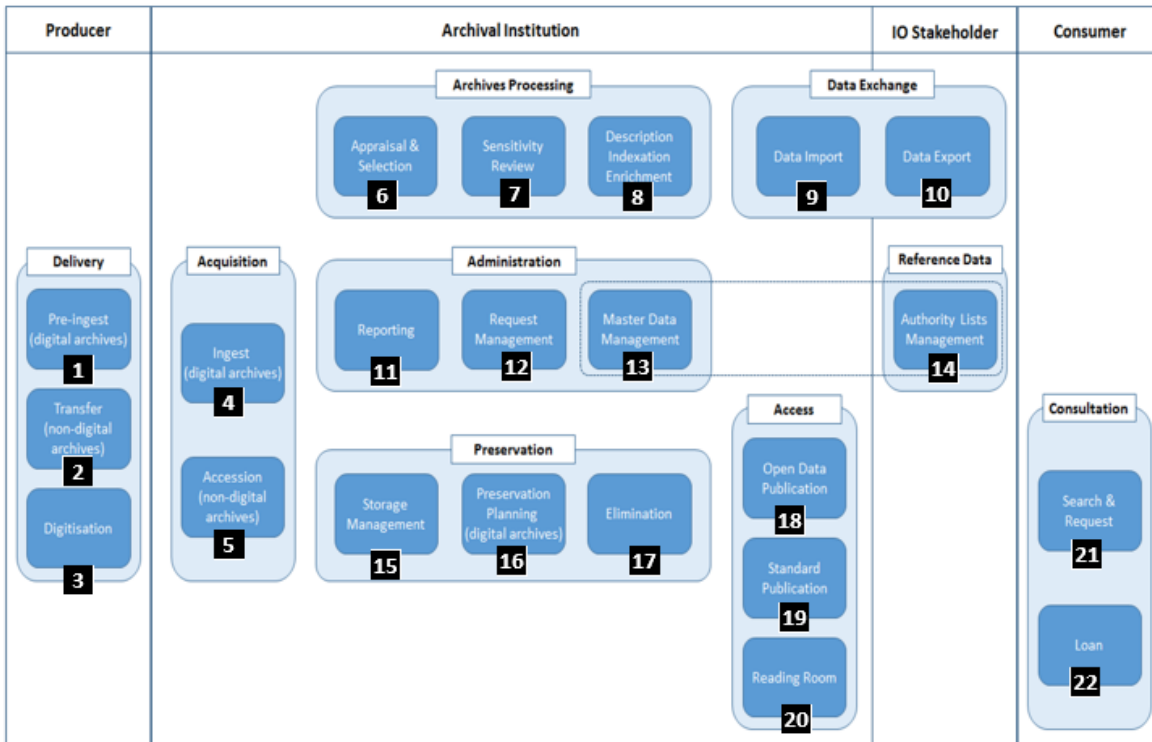 Producer
Archival Institution
IO Stakeholder
Consumer
Archives Processing
Appraisal &
Selection
6
Sensitivity
Review
7
Description
Indexation
Enrichment
8
Data Exchange
Data Import
9
Data Export
10
Delivery
Pre-ingest
(digital archives)
1
Transfer
(non-digital
archives)
2
Digitisation
3
Acquisition
Ingest
(digital archives)
4
Accession
(non-digital
archives)
5
Administration
Reporting
11
Request
Management
12
Master Data
Management
13
Reference Data
Authority Lists
Management
14
Preservation
Storage
Management
15
Preservation
Planning
(digital archives)
16
Elimination
17
Access
Open Data
Publication
18
Standard
Publication
19
Reading Room
20
Consultation
Search &
Request
21
Loan
22